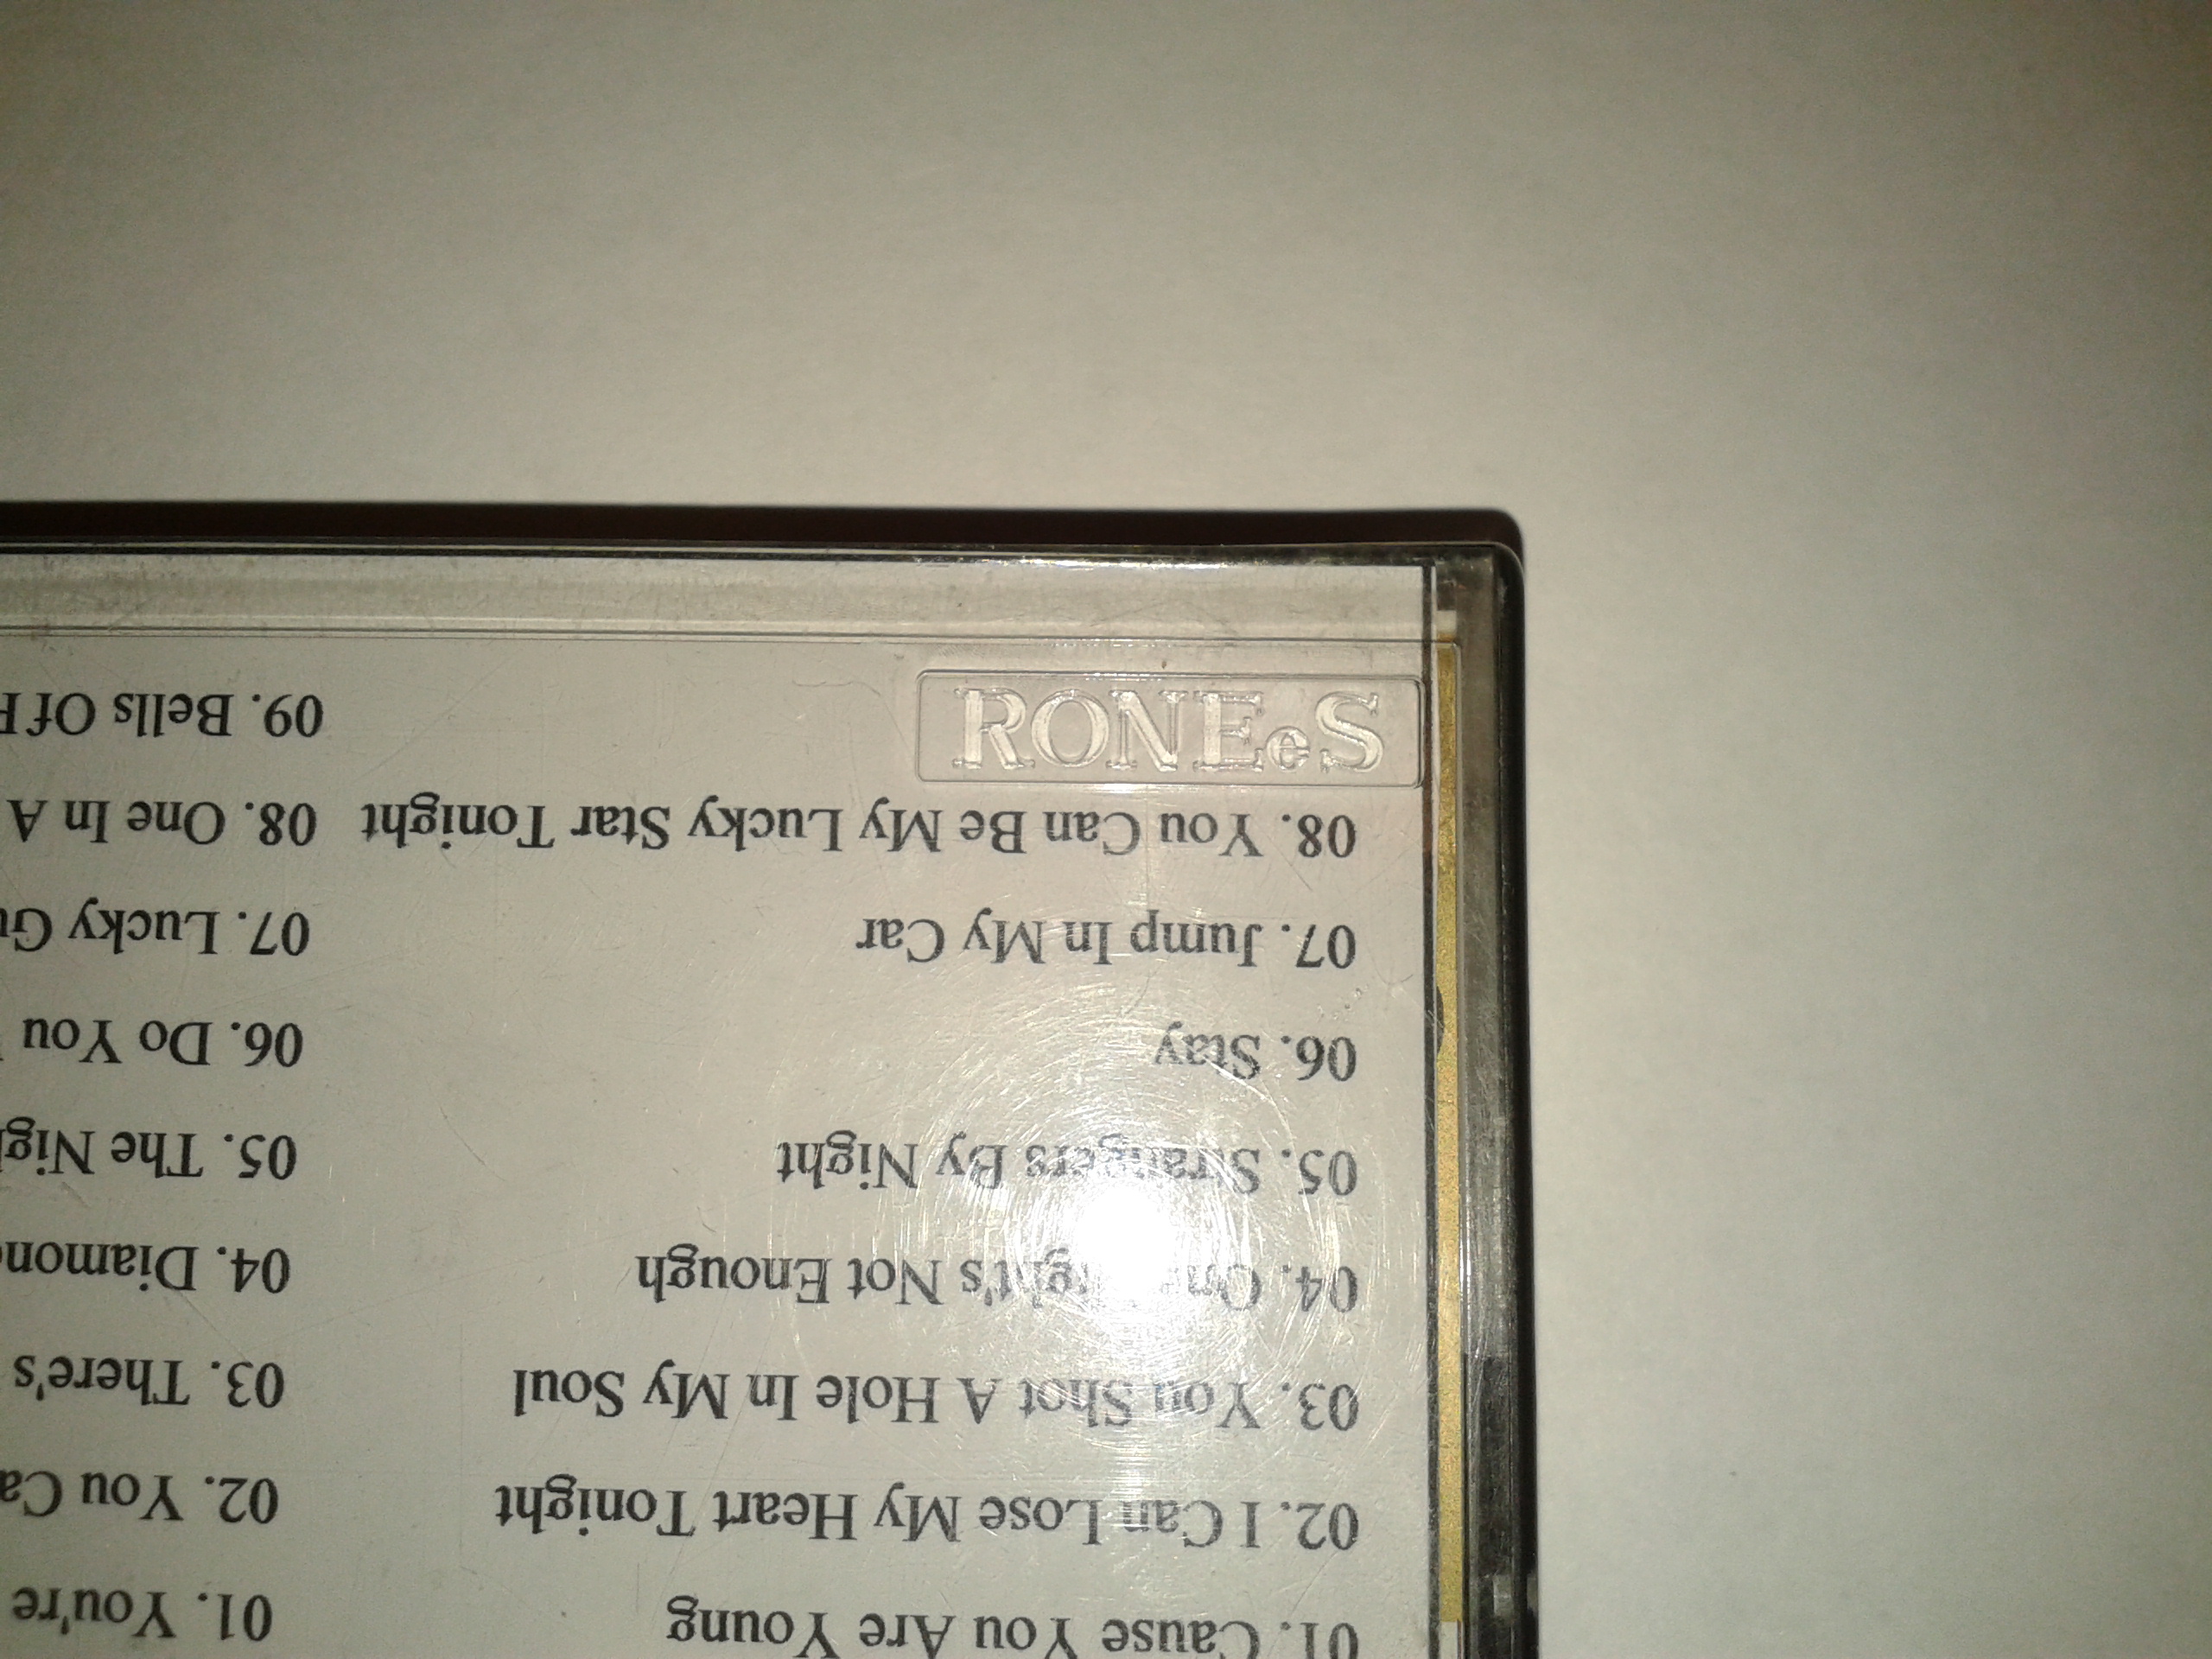 RONEeS
01. Cause You Are Young
02. I Can Lose My Heart Tonight
03. You Shot A Hole In My Soul
04. Night's Not Enough
05. Strangers By Night
06. Stay
07. Jump In My Car
08. You Can Be My Lucky Star Tonight
01. You're
02. You
03. There's
04.
05. The
06. Do You
07. Lucky
08. One In A
09. Bells Of